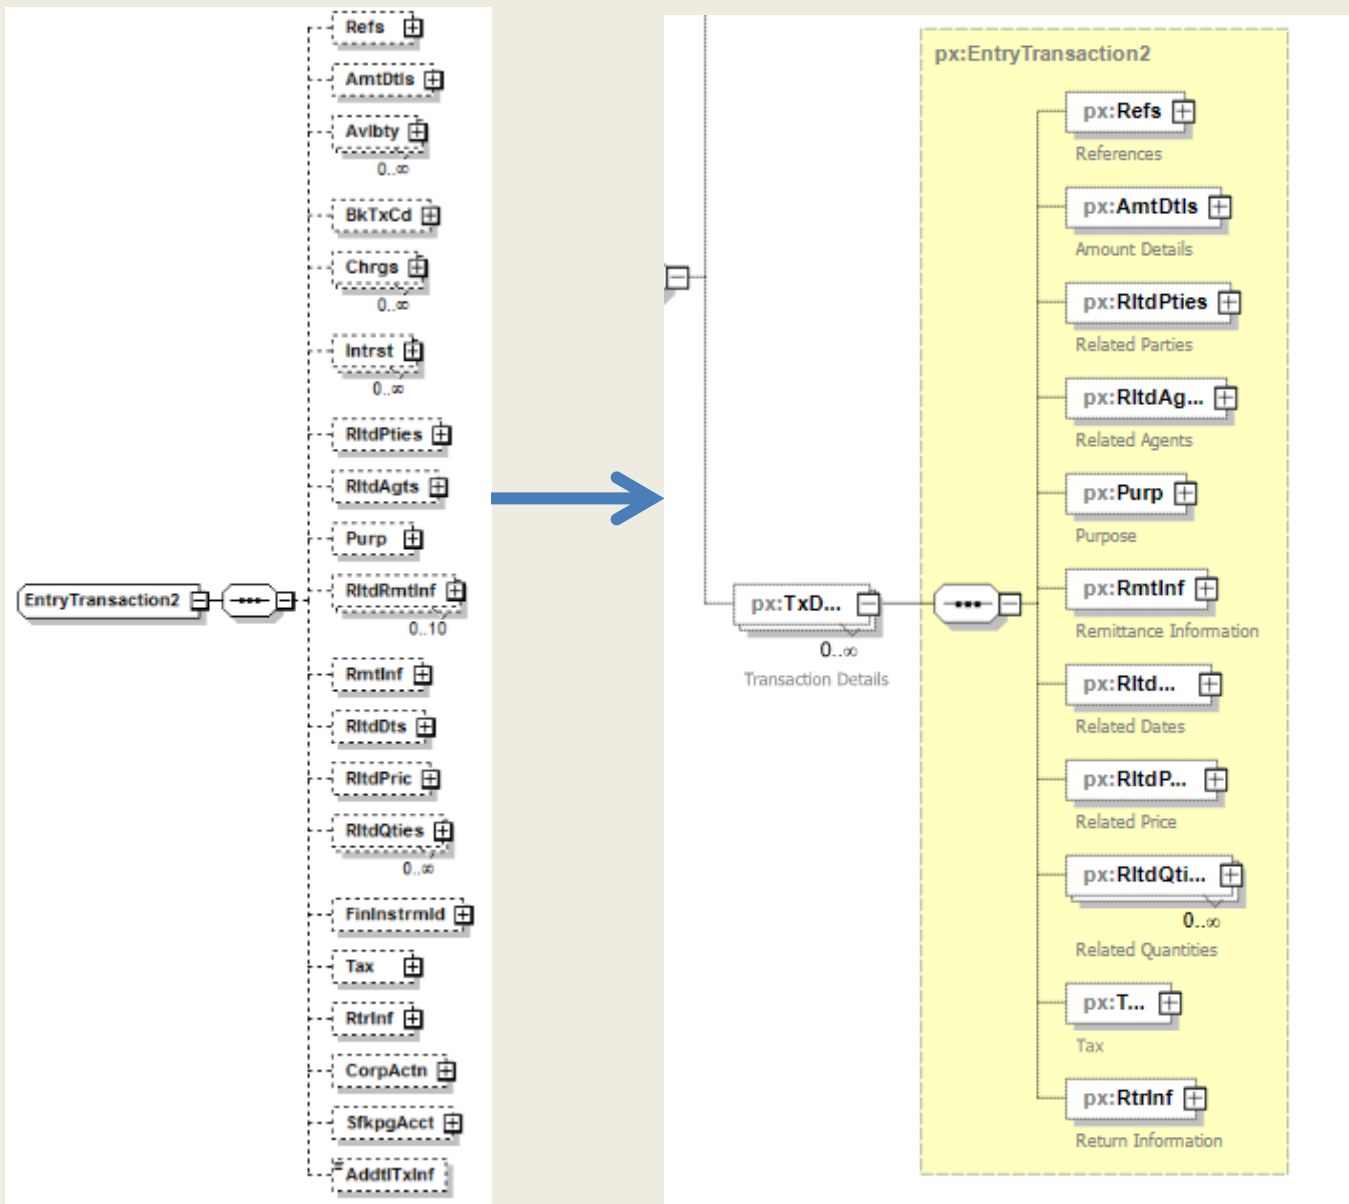 Refs
AmtDtls
Avlbty
0..∞
BkTxCd
Chrgs
0..∞
Intrst
0..∞
RltdPties
RltdAgts
Purp
EntryTransaction2
RltdRmtInf
0..10
RmtInf
RltdDts
RltdPric
RltdQties
0..∞
FinInstrmId
Tax
RtrInf
CorpActn
SfkpgAcct
AddtlTxInf
px:EntryTransaction2
px:Refs
References
px:AmtDtls
Amount Details
px:RltdPties
Related Parties
px:RltdAg...
Related Agents
px:Purp
Purpose
px:TxD...
0..∞
Transaction Details
px:RmtInf
Remittance Information
px:Rltd...
Related Dates
px:RltdP...
Related Price
px:RltdQti...
0..∞
Related Quantities
px:T...
Tax
px:RtrInf
Return Information